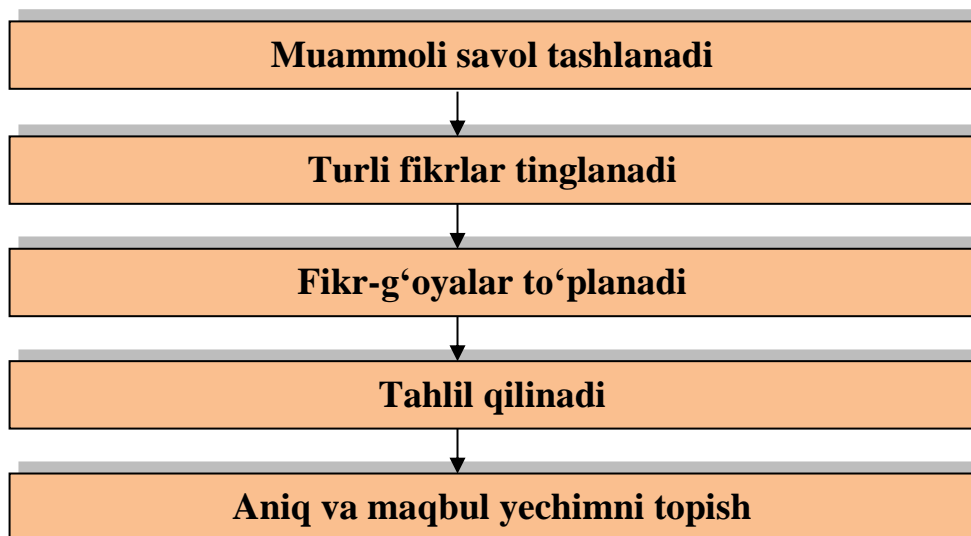 Muammoli savol tashlanadi
Turli fikrlar tinglanadi
Fikr-g‘oyalar to‘planadi
Tahlil qilinadi
Aniq va maqbul yechimni topish